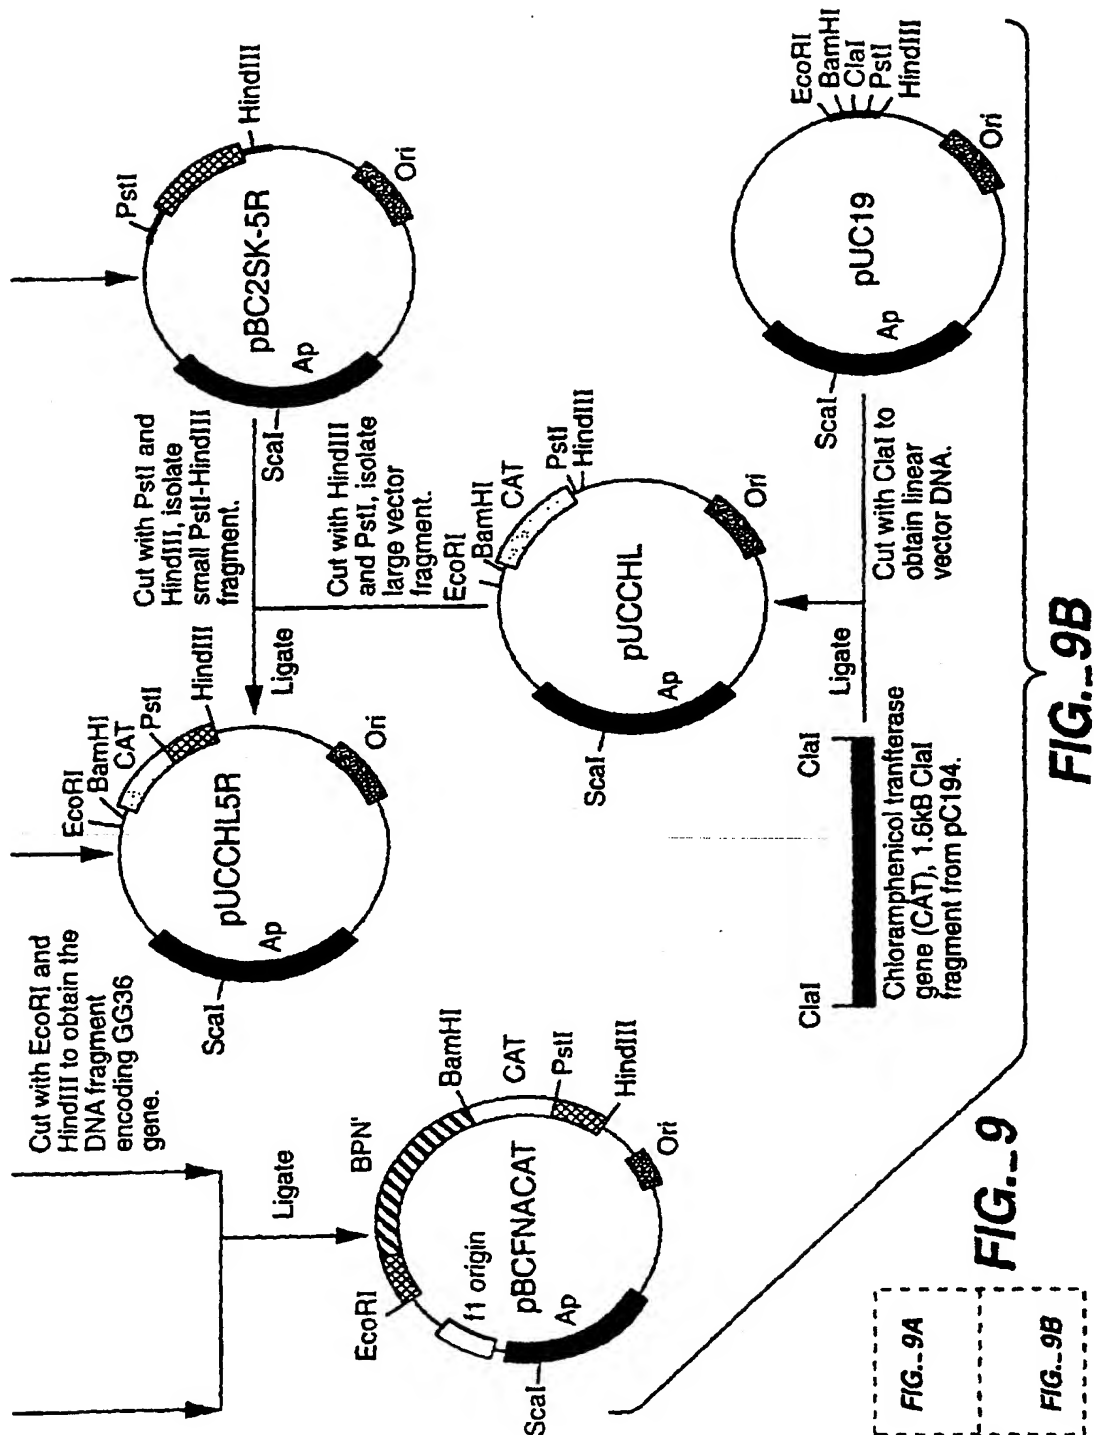 PstI
HindIII
pBC2SK-5R
Ap
Ori
ScaI
EcoRI
BamHI
ClaI
PstI
HindIII
pUC19
Ap
Ori
ScaI
Cut with PstI and
HindIII, isolate
small PstI-HindIII
fragment.
Cut with HindIII
and PstI, isolate
large vector
fragment.
Ligate
EcoRI
BamHI
CAT
PstI
HindIII
pUCCHL
Ap
Ori
ScaI
Cut with ClaI to
obtain linear
vector DNA.
Ligate
EcoRI
BamHI
CAT
PstI
HindIII
pUCCHL5R
Ap
Ori
ScaI
ClaI
ClaI
Chloramphenicol tranfterase
gene (CAT), 1.6kB ClaI
fragment from pC194.
Cut with EcoRI and
HindIII to obtain the
DNA fragment
encoding GG36
gene.
Ligate
EcoRI
BPN'
BamHI
CAT
PstI
HindIII
f1 origin
pBCFNACAT
Ap
Ori
ScaI
FIG._9B
FIG._9
FIG._9A
FIG._9B